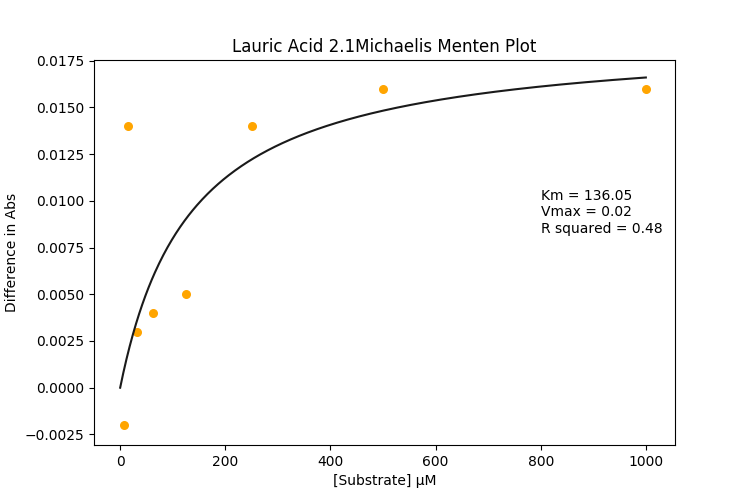 Lauric Acid 2.1Michaelis Menten Plot
0.0175
0.0150
0.0125
0.0100
0.0075
0.0050
0.0025
0.0000
−0.0025
Difference in Abs
Km = 136.05
Vmax = 0.02
R squared = 0.48
0 200 400 600 800 1000
[Substrate] μM